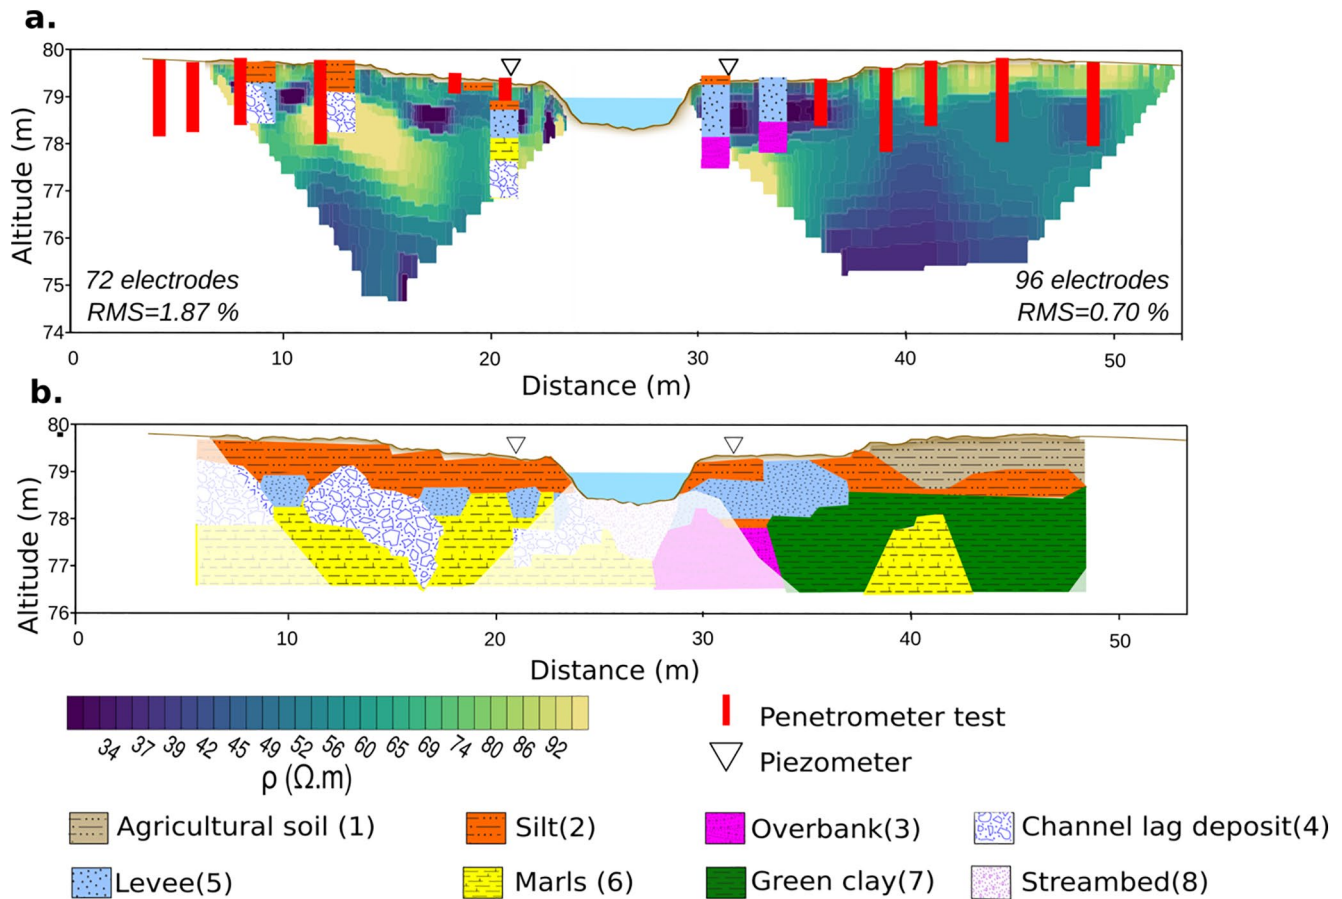 a.
80
79
78
77
76
75
74
Altitude (m)
72 electrodes
RMS=1.87 %
96 electrodes
RMS=0.70 %
0 10 20 30 40 50
Distance (m)
b.
80
79
78
77
76
Altitude (m)
0 10 20 30 40 50
Distance (m)
34 37 39 42 45 49 52 56 60 65 69 74 80 86 92
ρ (Ω.m)
Penetrometer test
Piezometer
Agricultural soil (1) Silt(2) Overbank(3) Channel lag deposit(4)
Levee(5) Marls (6) Green clay(7) Streambed(8)